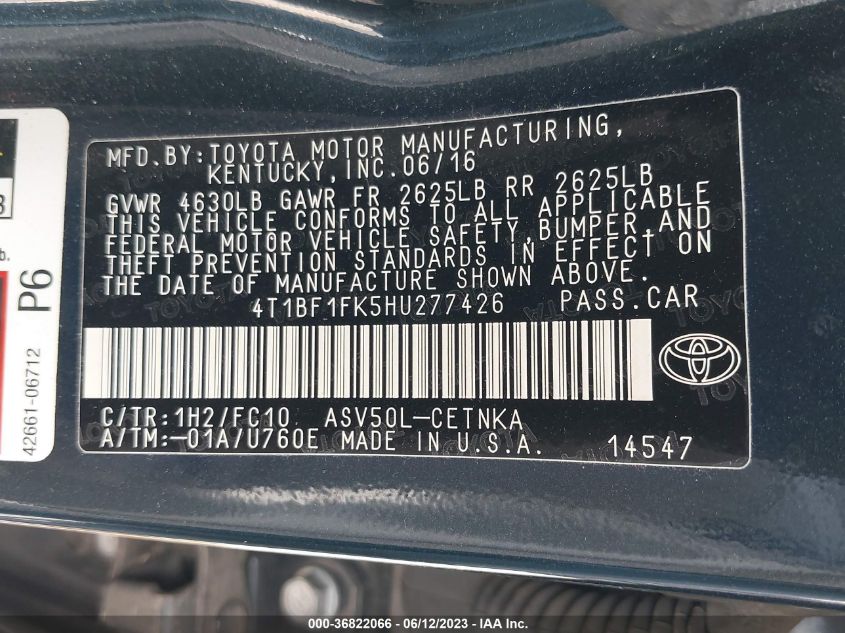 MFD.BY:TOYOTA MOTOR MANUFACTURING,
KENTUCKY,INC.06/16
GVWR 4630LB GAWR FR 2625LB RR 2625LB
THIS VEHICLE CONFORMS TO ALL APPLICABLE
FEDERAL MOTOR VEHICLE SAFETY,BUMPER,AND
THEFT PREVENTION STANDARDS IN EFFECT ON
THE DATE OF MANUFACTURE SHOWN ABOVE.
4T1BF1FK5HU277426 PASS.CAR
C/TR:1H2/FC10 ASV50L-CETNKA
A/TM:-01A/U760E MADE IN U.S.A. 14547
P6
42661-06712
000-36822066 - 06/12/2023 - IAA Inc.